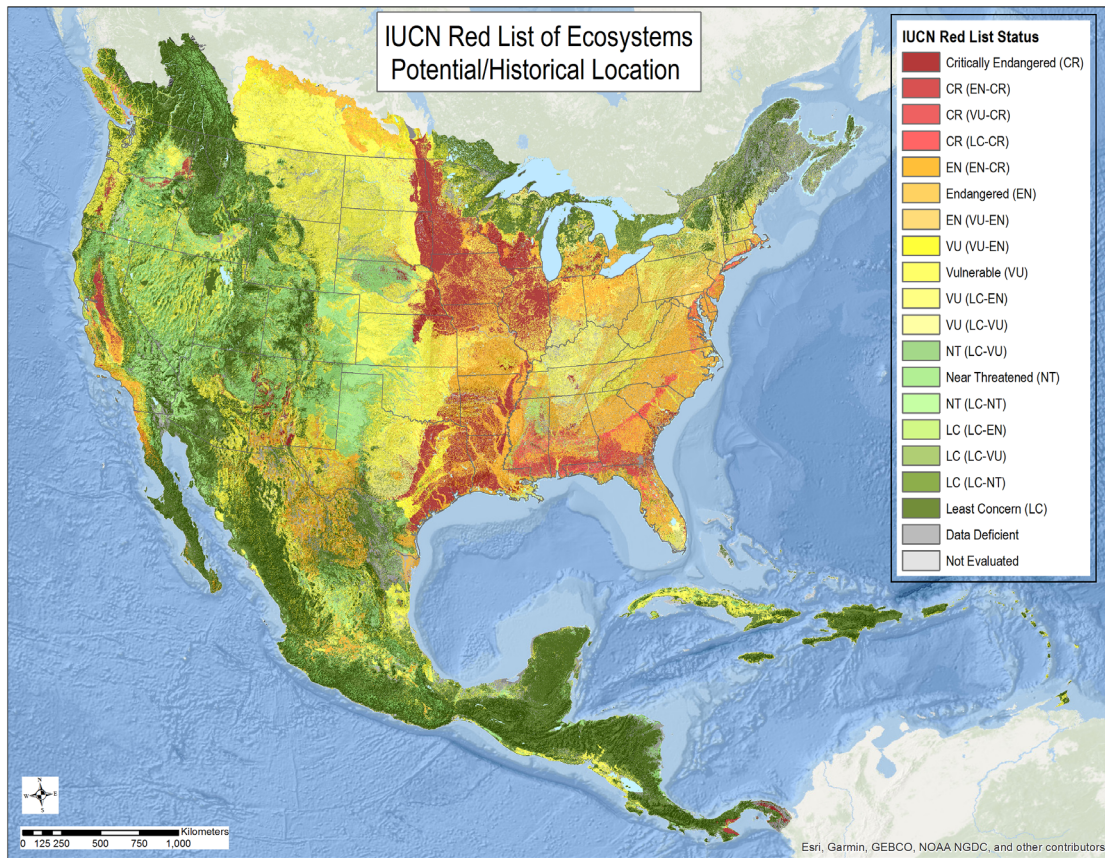 IUCN Red List of Ecosystems
Potential/Historical Location
IUCN Red List Status
Critically Endangered (CR)
CR (EN-CR)
CR (VU-CR)
CR (LC-CR)
EN (EN-CR)
Endangered (EN)
EN (VU-EN)
VU (VU-EN)
Vulnerable (VU)
VU (LC-EN)
VU (LC-VU)
NT (LC-VU)
Near Threatened (NT)
NT (LC-NT)
LC (LC-EN)
LC (LC-VU)
LC (LC-NT)
Least Concern (LC)
Data Deficient
Not Evaluated
N
W E
S
Kilometers
0 125 250 500 750 1,000
Esri, Garmin, GEBCO, NOAA NGDC, and other contributors